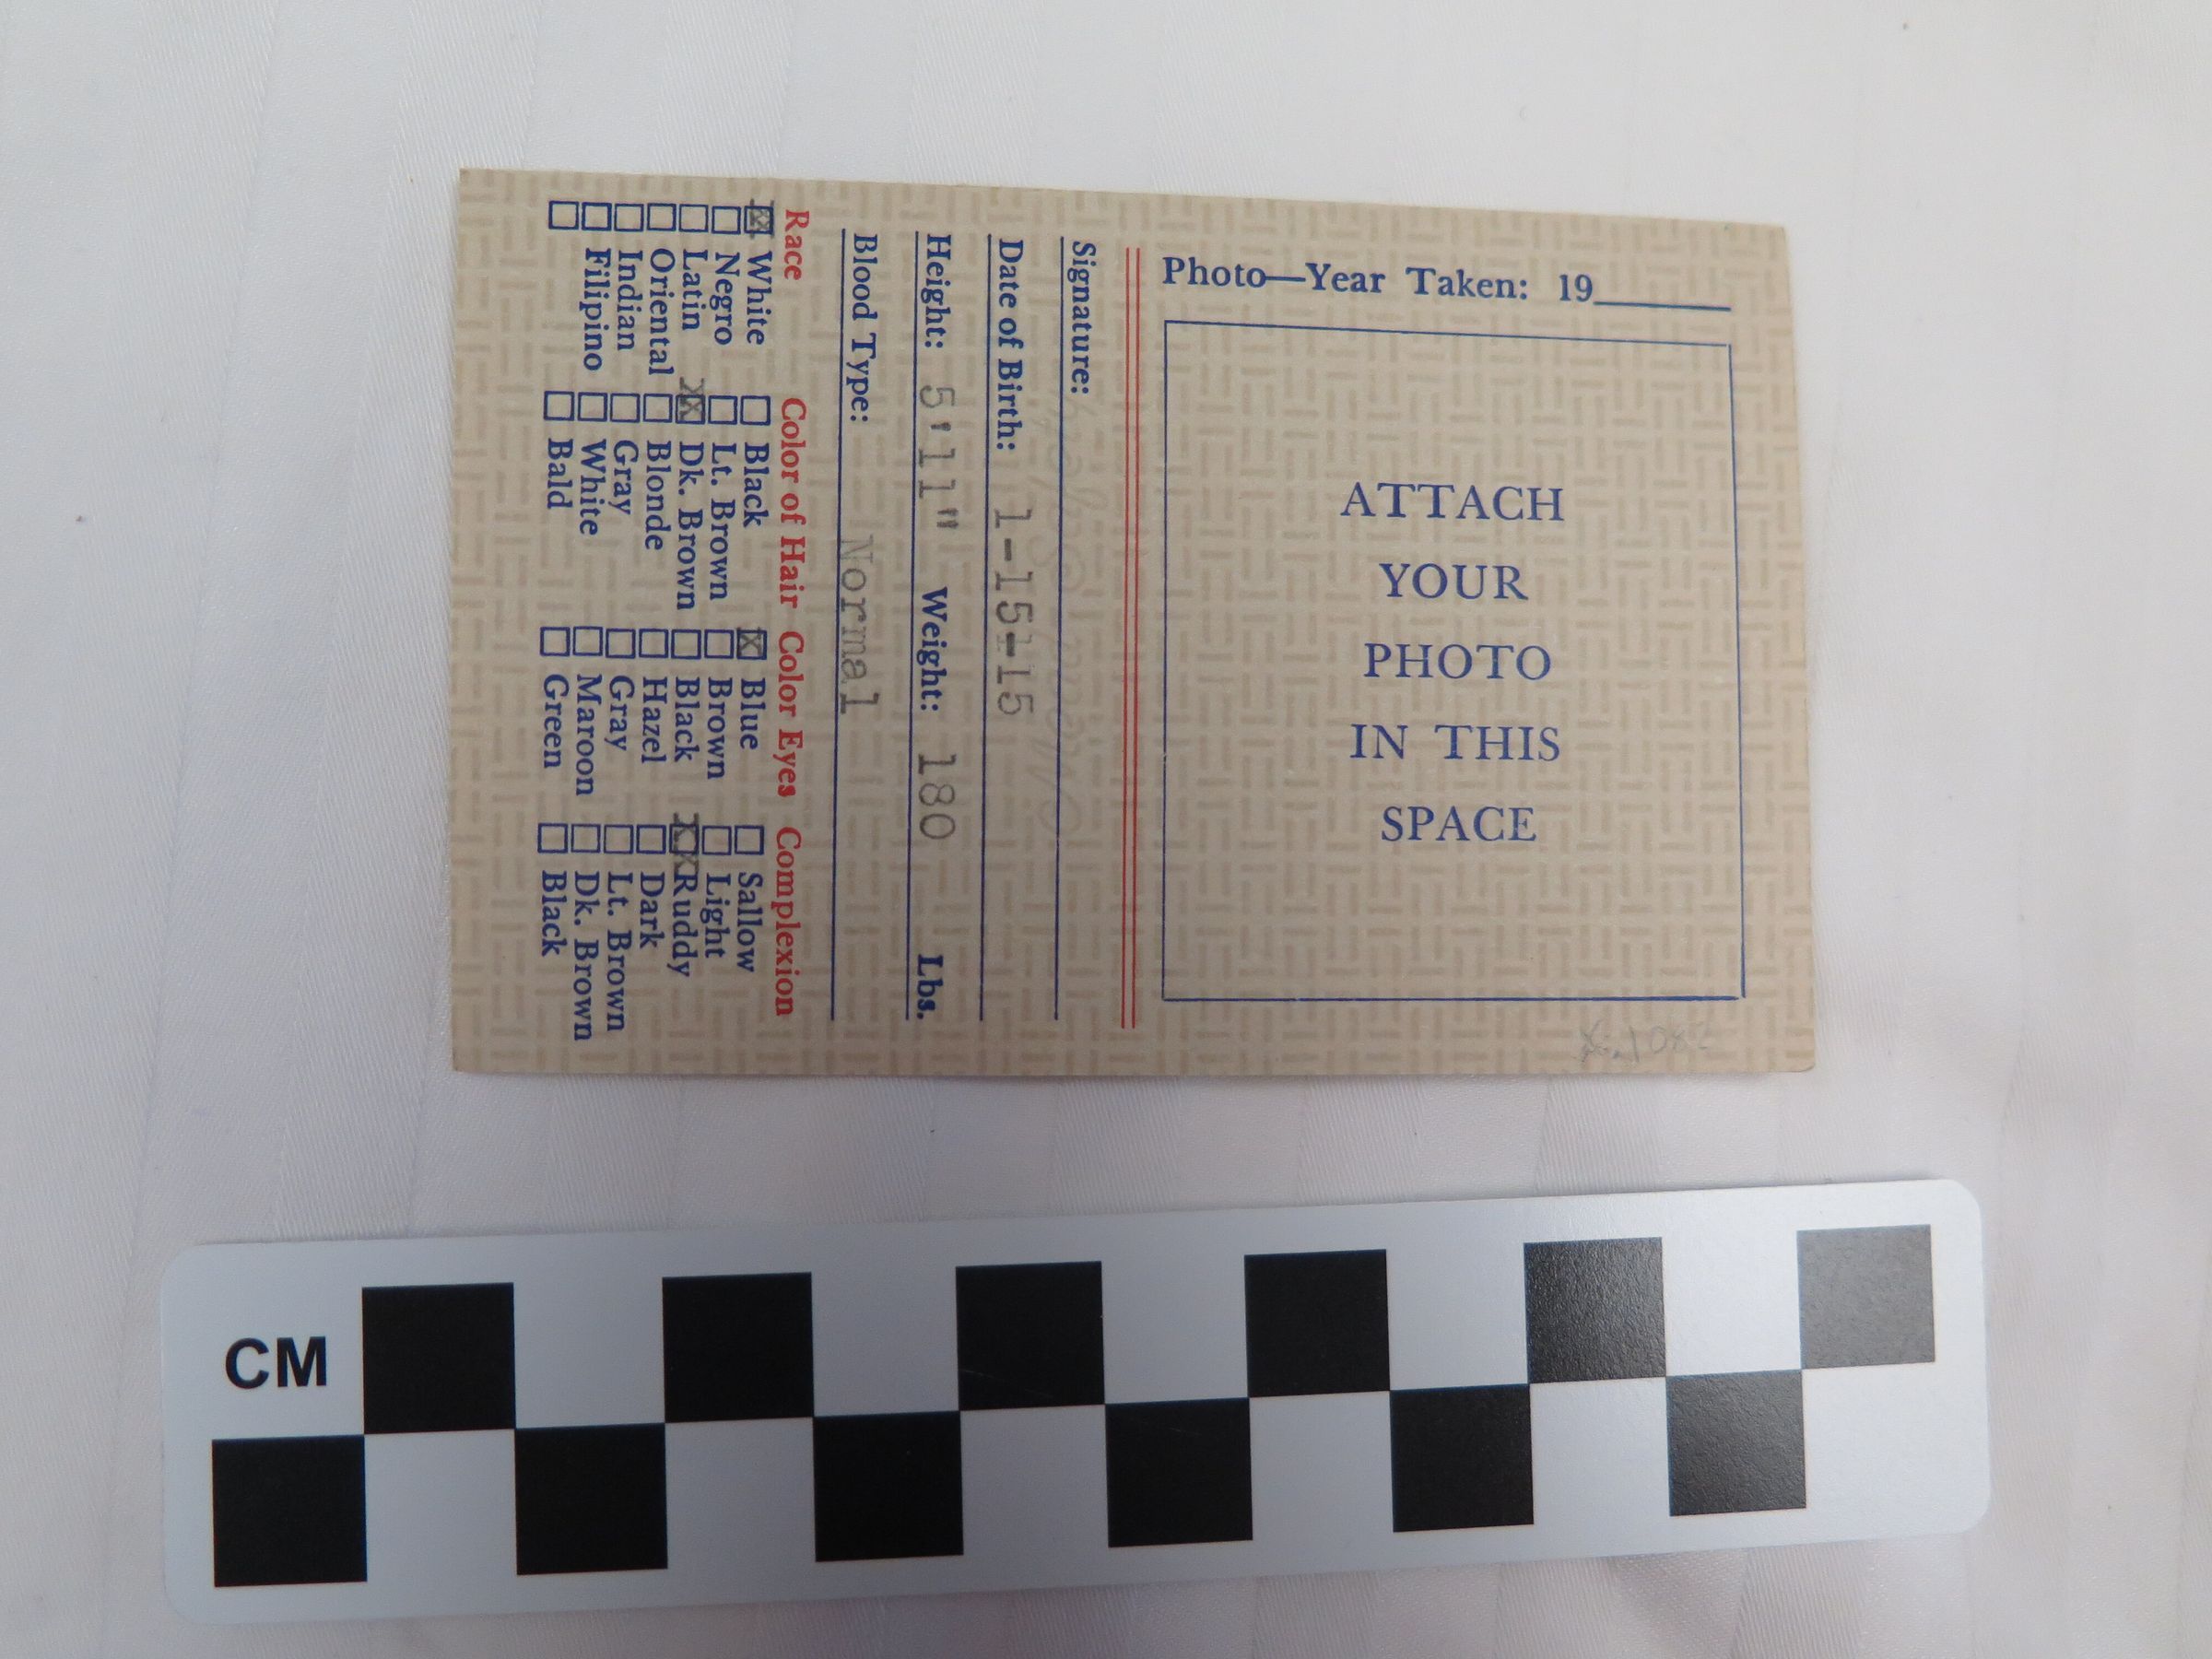 Photo—Year Taken: 19____
ATTACH
YOUR
PHOTO
IN THIS
SPACE
X.1082
Signature:
Date of Birth: 1-15-15
Height: 5'11" Weight: 180 Lbs.
Blood Type: Normal
Race Color of Hair Color Eyes Complexion
White Black Blue Sallow
Negro Lt. Brown Brown Light
Latin Dk. Brown Black Ruddy
Oriental Blonde Hazel Dark
Indian Gray Gray Lt. Brown
Filipino White Maroon Dk. Brown
Bald Green Black
CM